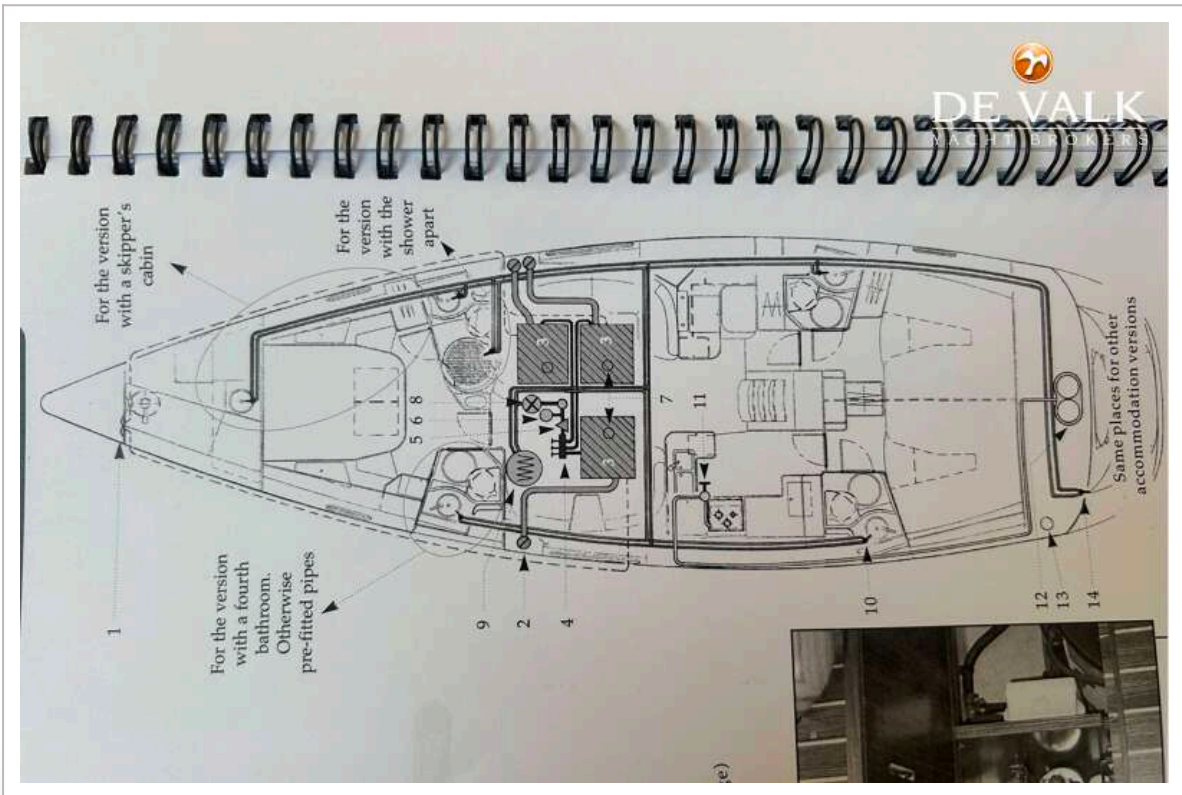 DE VALK
YACHT BROKERS
For the version
with a skipper's
cabin
For the
version
with the
shower
apart
3
3
3
5 6 8
7
11
Same places for other
accommodation versions
For the version
with a fourth
bathroom.
Otherwise
pre-fitted pipes
1
9
2
4
10
12
13
14
e)